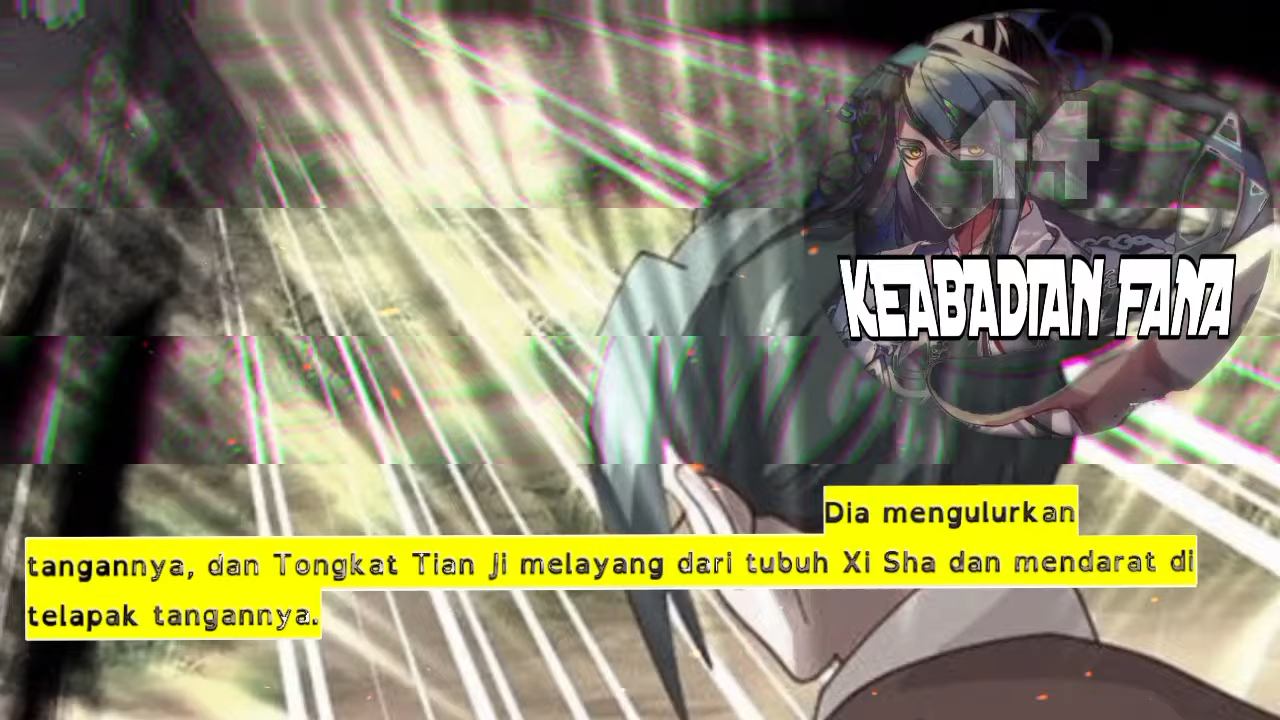 44
KEABADIAN FANA
Dia mengulurkan
tangannya, dan Tongkat Tian Ji melayang dari tubuh Xi Sha dan mendarat di
telapak tangannya.